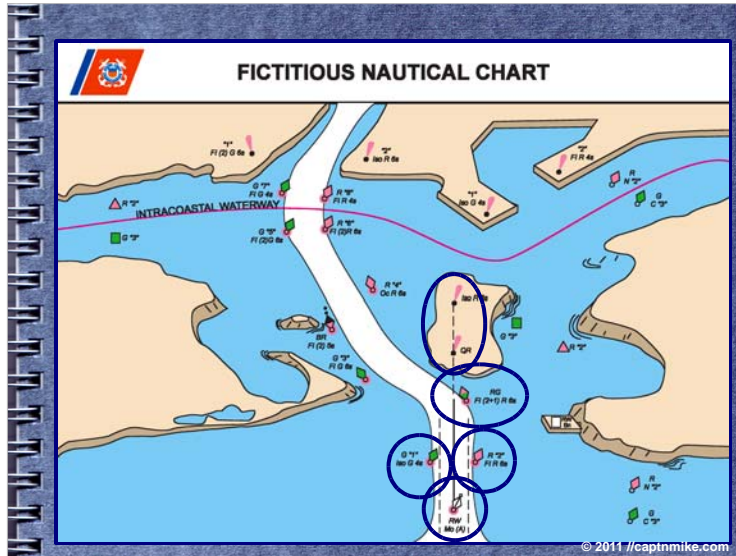 FICTITIOUS NAUTICAL CHART
"1"
Fl (2) G 6s
"2"
Iso R 6s
"2"
Fl R 4s
"1"
Iso G 4s
R
N "2"
G
C "3"
G "7"
Fl G 4s
R "8"
Fl R 4s
R "2"
INTRACOASTAL WATERWAY
G "5"
Fl (2)G 6s
R "6"
Fl (2)R 6s
G "3"
R "4"
Oc R 6s
Iso R 6s
BR
Fl (2) 6s
G "3"
QR
R "2"
G "3"
Fl G 6s
RG
Fl (2+1) R 6s
G "1"
Iso G 4s
R "2"
Fl R 6s
R
N "2"
G
C "3"
RW
Mo (A)
© 2011 //captnmike.com